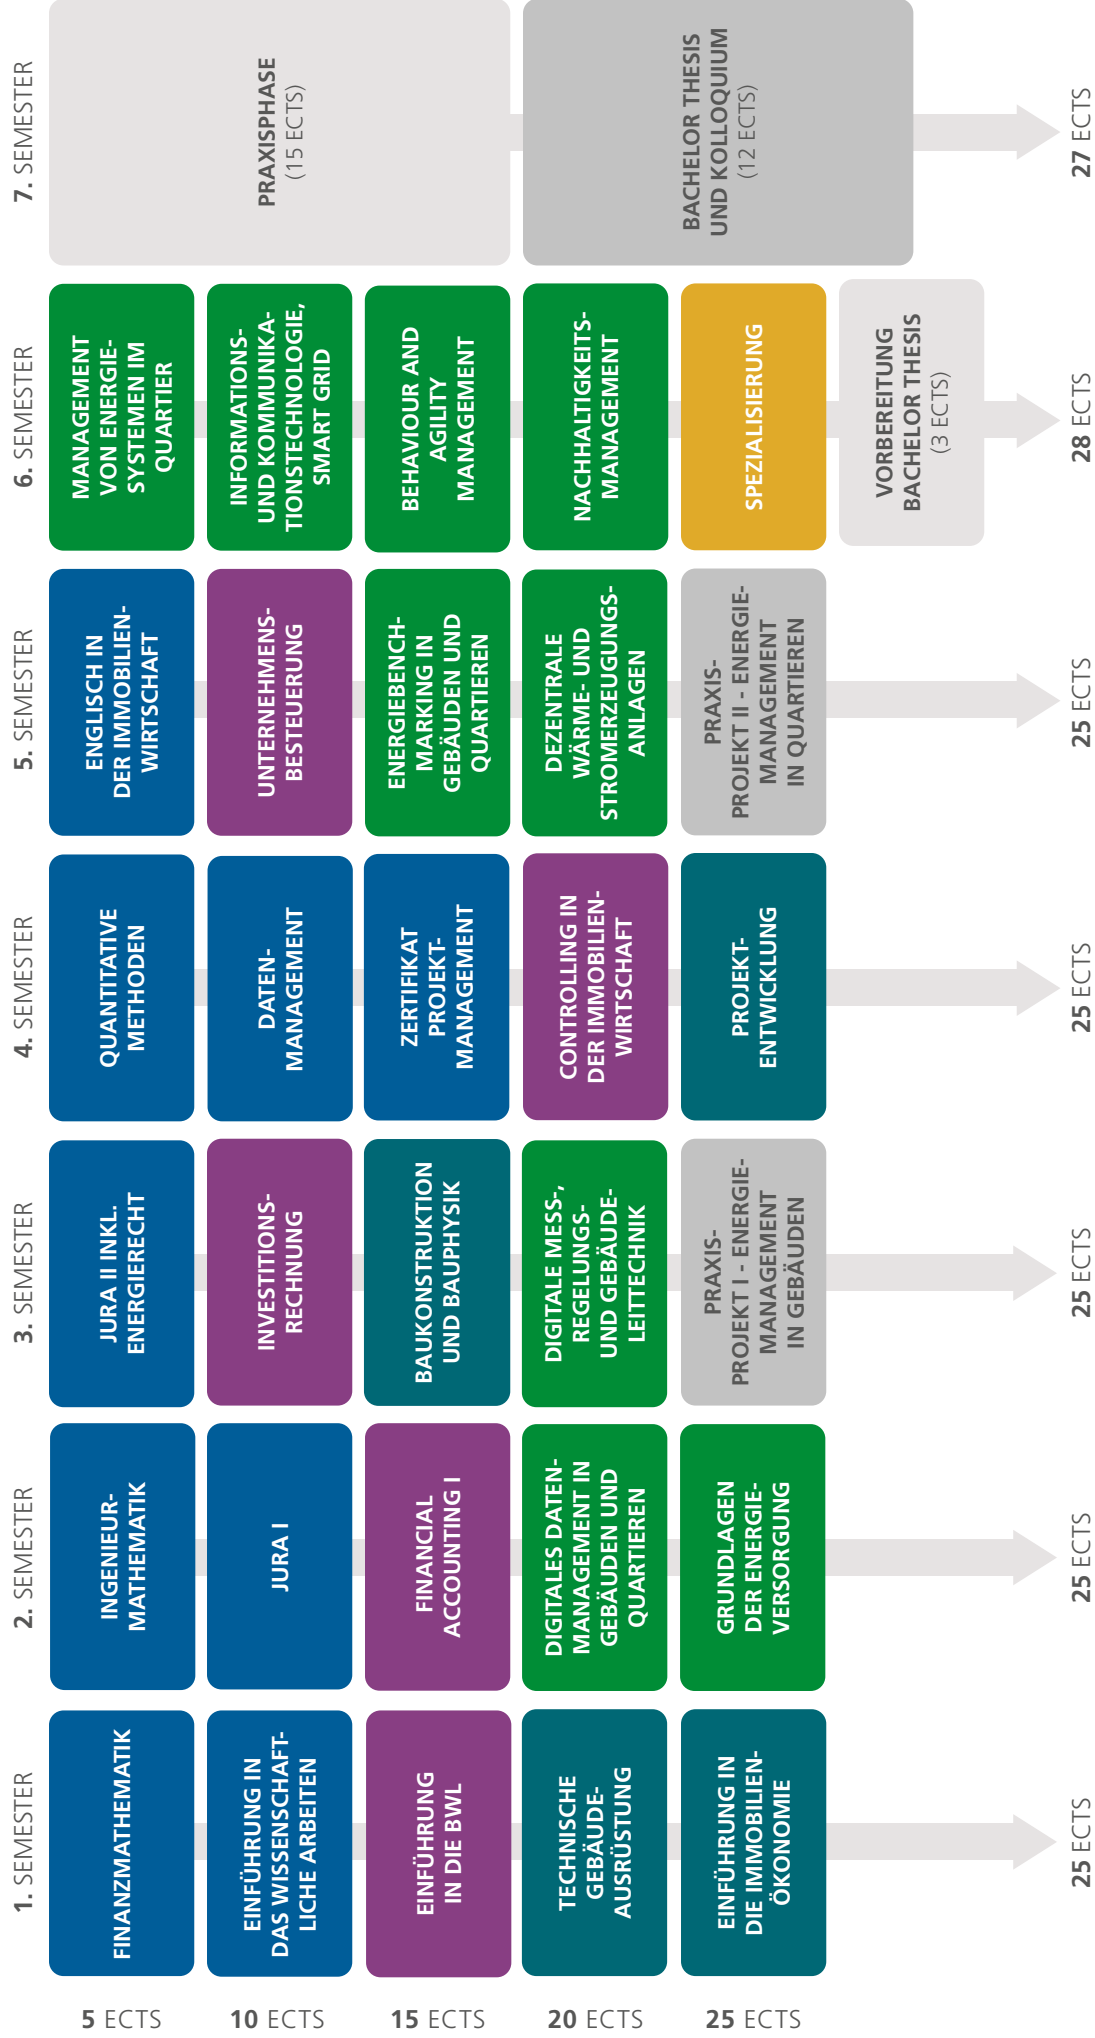 1. SEMESTER
FINANZMATHEMATIK
EINFÜHRUNG IN
DAS WISSENSCHAFT-
LICHE ARBEITEN
EINFÜHRUNG
IN DIE BWL
TECHNISCHE
GEBÄUDE-
AUSRÜSTUNG
EINFÜHRUNG IN
DIE IMMOBILIEN-
ÖKONOMIE
25 ECTS
2. SEMESTER
INGENIEUR-
MATHEMATIK
JURA I
FINANCIAL
ACCOUNTING I
DIGITALES DATEN-
MANAGEMENT IN
GEBÄUDEN UND
QUARTIEREN
GRUNDLAGEN
DER ENERGIE-
VERSORGUNG
25 ECTS
3. SEMESTER
JURA II INKL.
ENERGIERECHT
INVESTITIONS-
RECHNUNG
BAUKONSTRUKTION
UND BAUPHYSIK
DIGITALE MESS-,
REGELUNGS-
UND GEBÄUDE-
LEITTECHNIK
PRAXIS-
PROJEKT I - ENERGIE-
MANAGEMENT
IN GEBÄUDEN
25 ECTS
4. SEMESTER
QUANTITATIVE
METHODEN
DATEN-
MANAGEMENT
ZERTIFIKAT
PROJEKT-
MANAGEMENT
CONTROLLING IN
DER IMMOBILIEN-
WIRTSCHAFT
PROJEKT-
ENTWICKLUNG
25 ECTS
5. SEMESTER
ENGLISCH IN
DER IMMOBILIEN-
WIRTSCHAFT
UNTERNEHMENS-
BESTEUERUNG
ENERGIEBENCH-
MARKING IN
GEBÄUDEN UND
QUARTIEREN
DEZENTRALE
WÄRME- UND
STROMERZEUGUNGS-
ANLAGEN
PRAXIS-
PROJEKT II - ENERGIE-
MANAGEMENT
IN QUARTIEREN
25 ECTS
6. SEMESTER
MANAGEMENT
VON ENERGIE-
SYSTEMEN IM
QUARTIER
INFORMATIONS-
UND KOMMUNIKA-
TIONSTECHNOLOGIE,
SMART GRID
BEHAVIOUR AND
AGILITY
MANAGEMENT
NACHHALTIGKEITS-
MANAGEMENT
SPEZIALISIERUNG
VORBEREITUNG
BACHELOR THESIS
(3 ECTS)
28 ECTS
7. SEMESTER
PRAXISPHASE
(15 ECTS)
BACHELOR THESIS
UND KOLLOQUIUM
(12 ECTS)
27 ECTS
5 ECTS
10 ECTS
15 ECTS
20 ECTS
25 ECTS